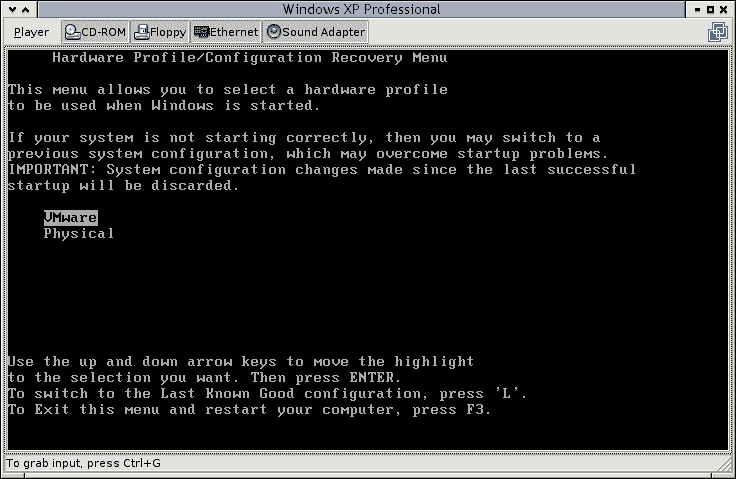 Windows XP Professional
Player CD-ROM Floppy Ethernet Sound Adapter
Hardware Profile/Configuration Recovery Menu
This menu allows you to select a hardware profile
to be used when Windows is started.
If your system is not starting correctly, then you may switch to a
previous system configuration, which may overcome startup problems.
IMPORTANT: System configuration changes made since the last successful
startup will be discarded.
VMware
Physical
Use the up and down arrow keys to move the highlight
to the selection you want. Then press ENTER.
To switch to the Last Known Good configuration, press 'L'.
To Exit this menu and restart your computer, press F3.
To grab input, press Ctrl+G